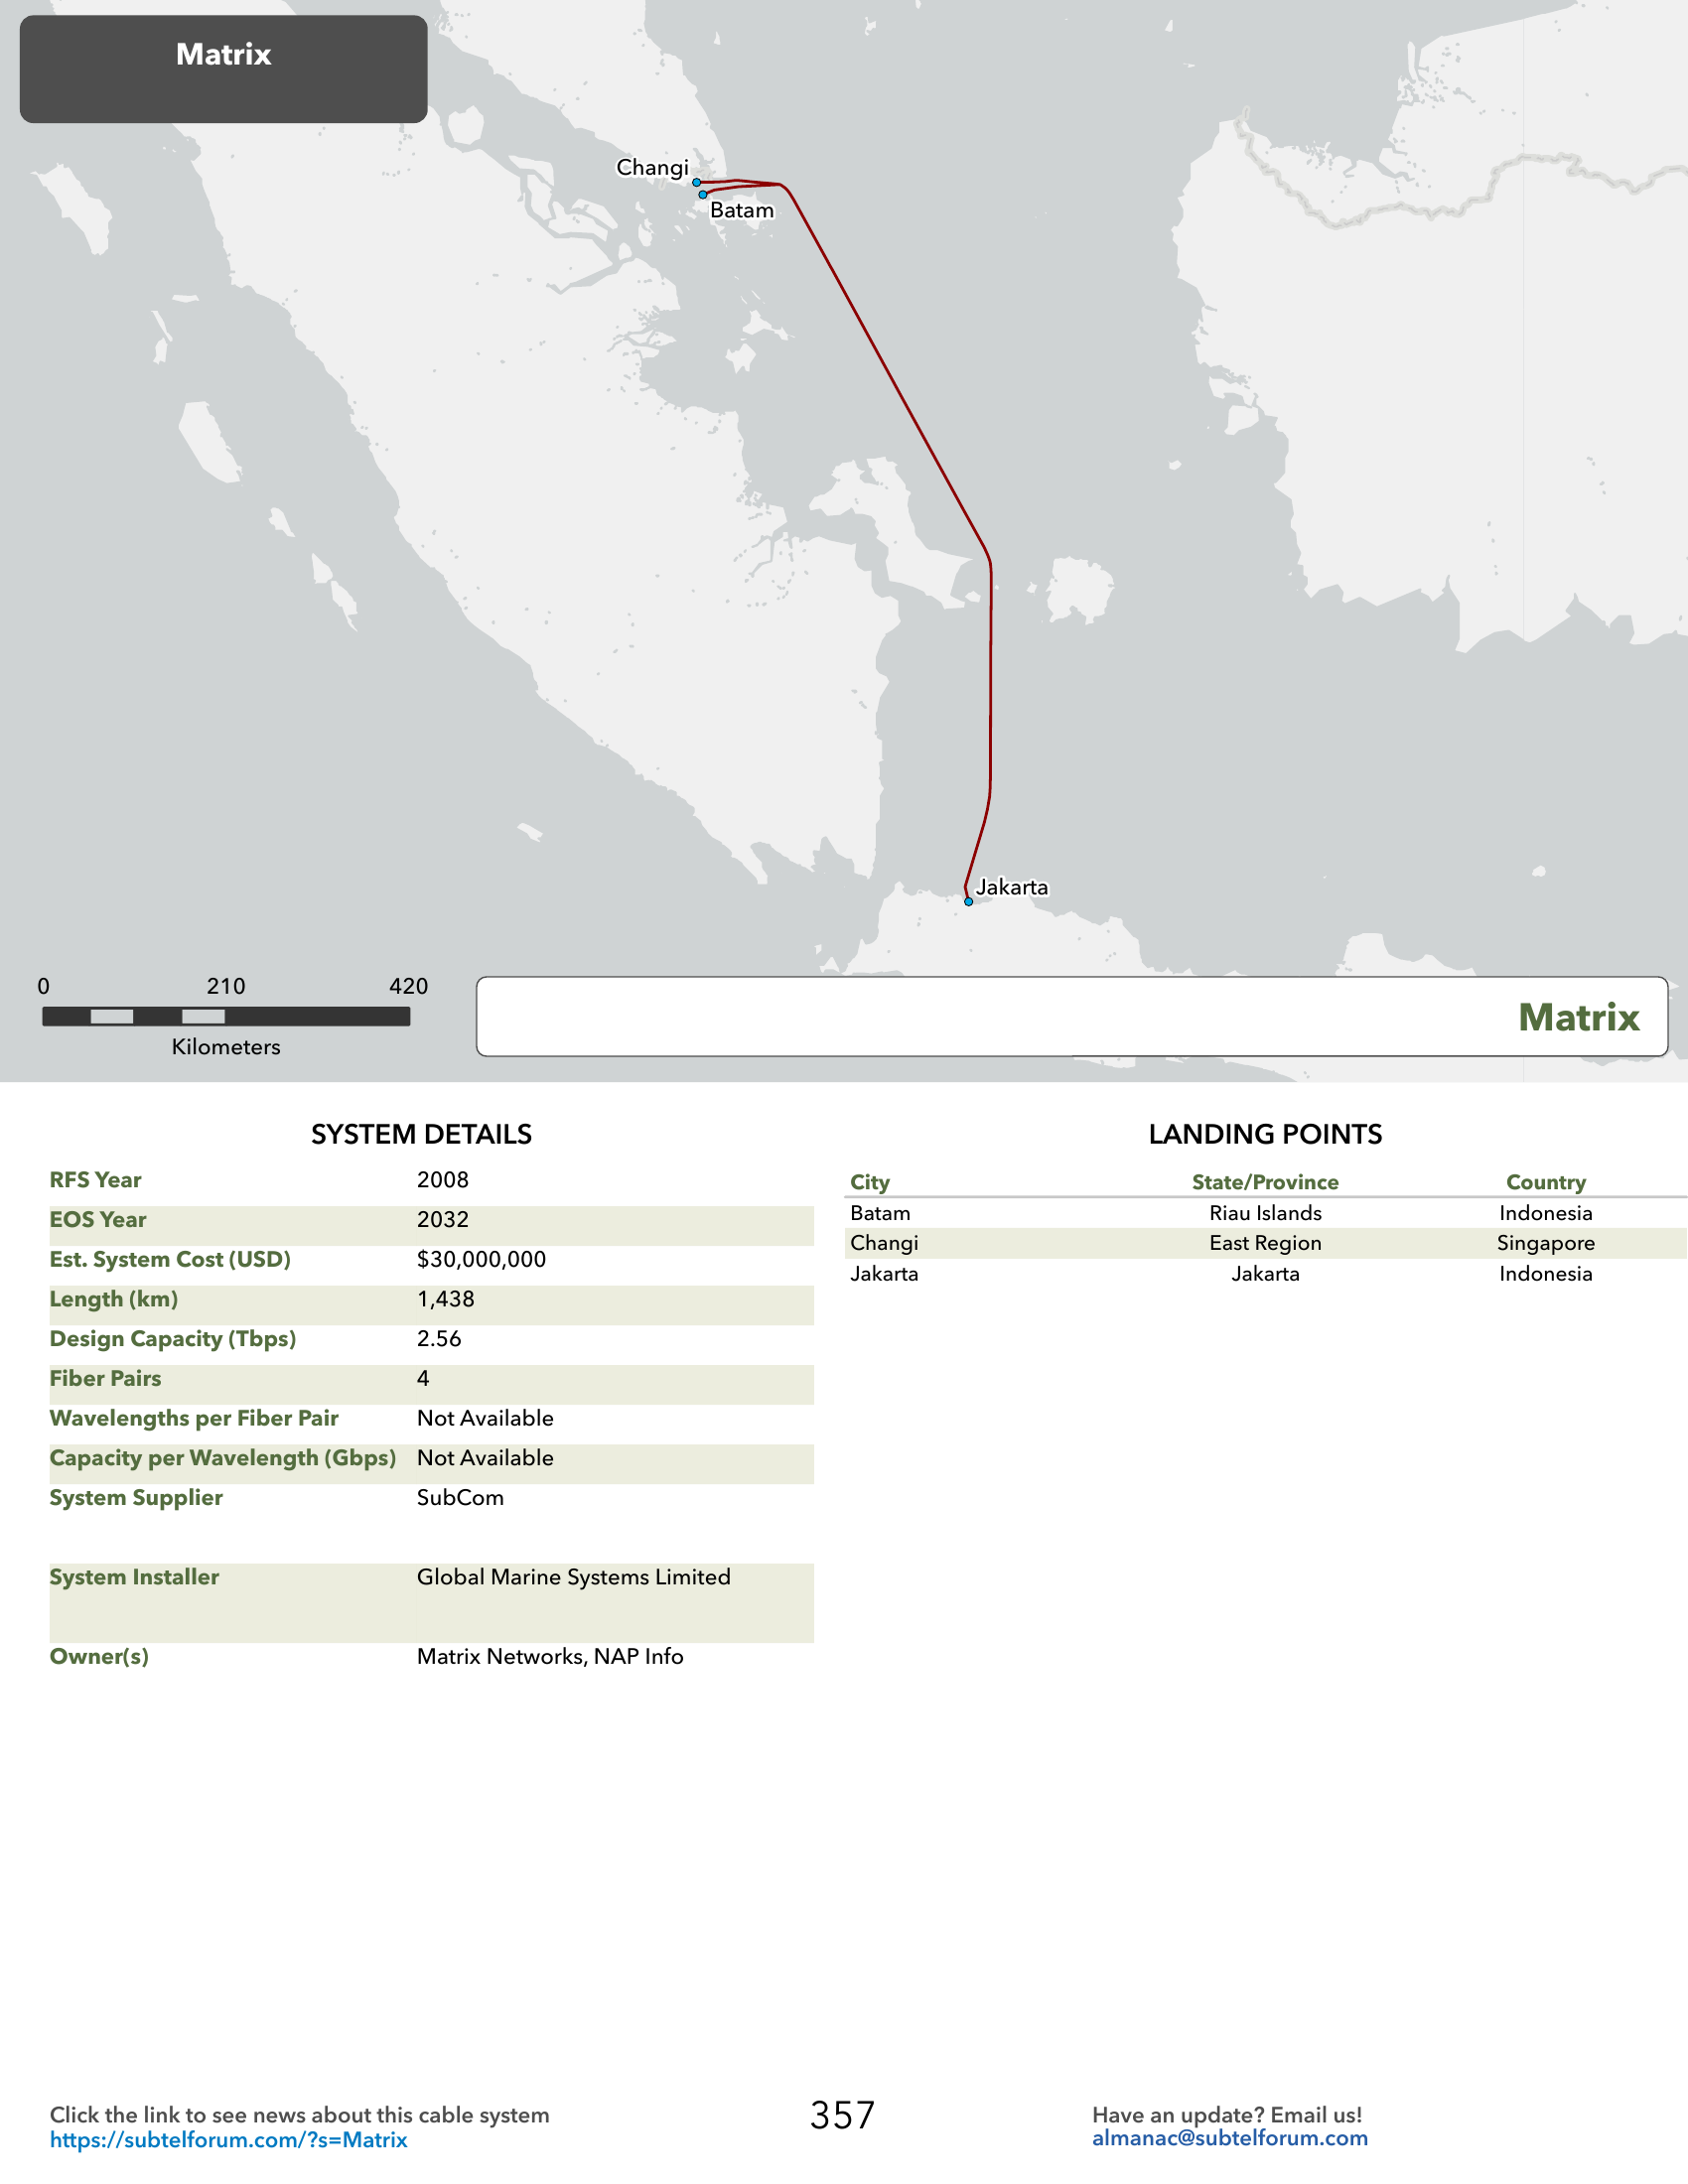 Matrix
Changi
Batam
Jakarta
0 210 420
Kilometers
Matrix
SYSTEM DETAILS
RFS Year 2008
EOS Year 2032
Est. System Cost (USD) $30,000,000
Length (km) 1,438
Design Capacity (Tbps) 2.56
Fiber Pairs 4
Wavelengths per Fiber Pair Not Available
Capacity per Wavelength (Gbps) Not Available
System Supplier SubCom
System Installer Global Marine Systems Limited
Owner(s) Matrix Networks, NAP Info
LANDING POINTS
City State/Province Country
Batam Riau Islands Indonesia
Changi East Region Singapore
Jakarta Jakarta Indonesia
Click the link to see news about this cable system
https://subtelforum.com/?s=Matrix
357
Have an update? Email us!
almanac@subtelforum.com